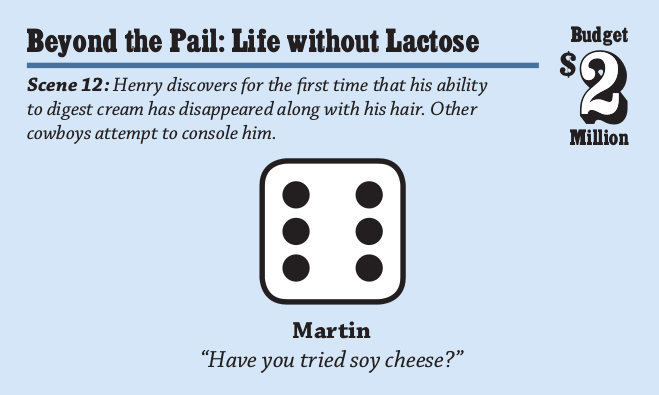 Beyond the Pail: Life without Lactose
Budget
$2
Million
Scene 12: Henry discovers for the first time that his ability
to digest cream has disappeared along with his hair. Other
cowboys attempt to console him.
Martin
“Have you tried soy cheese?”